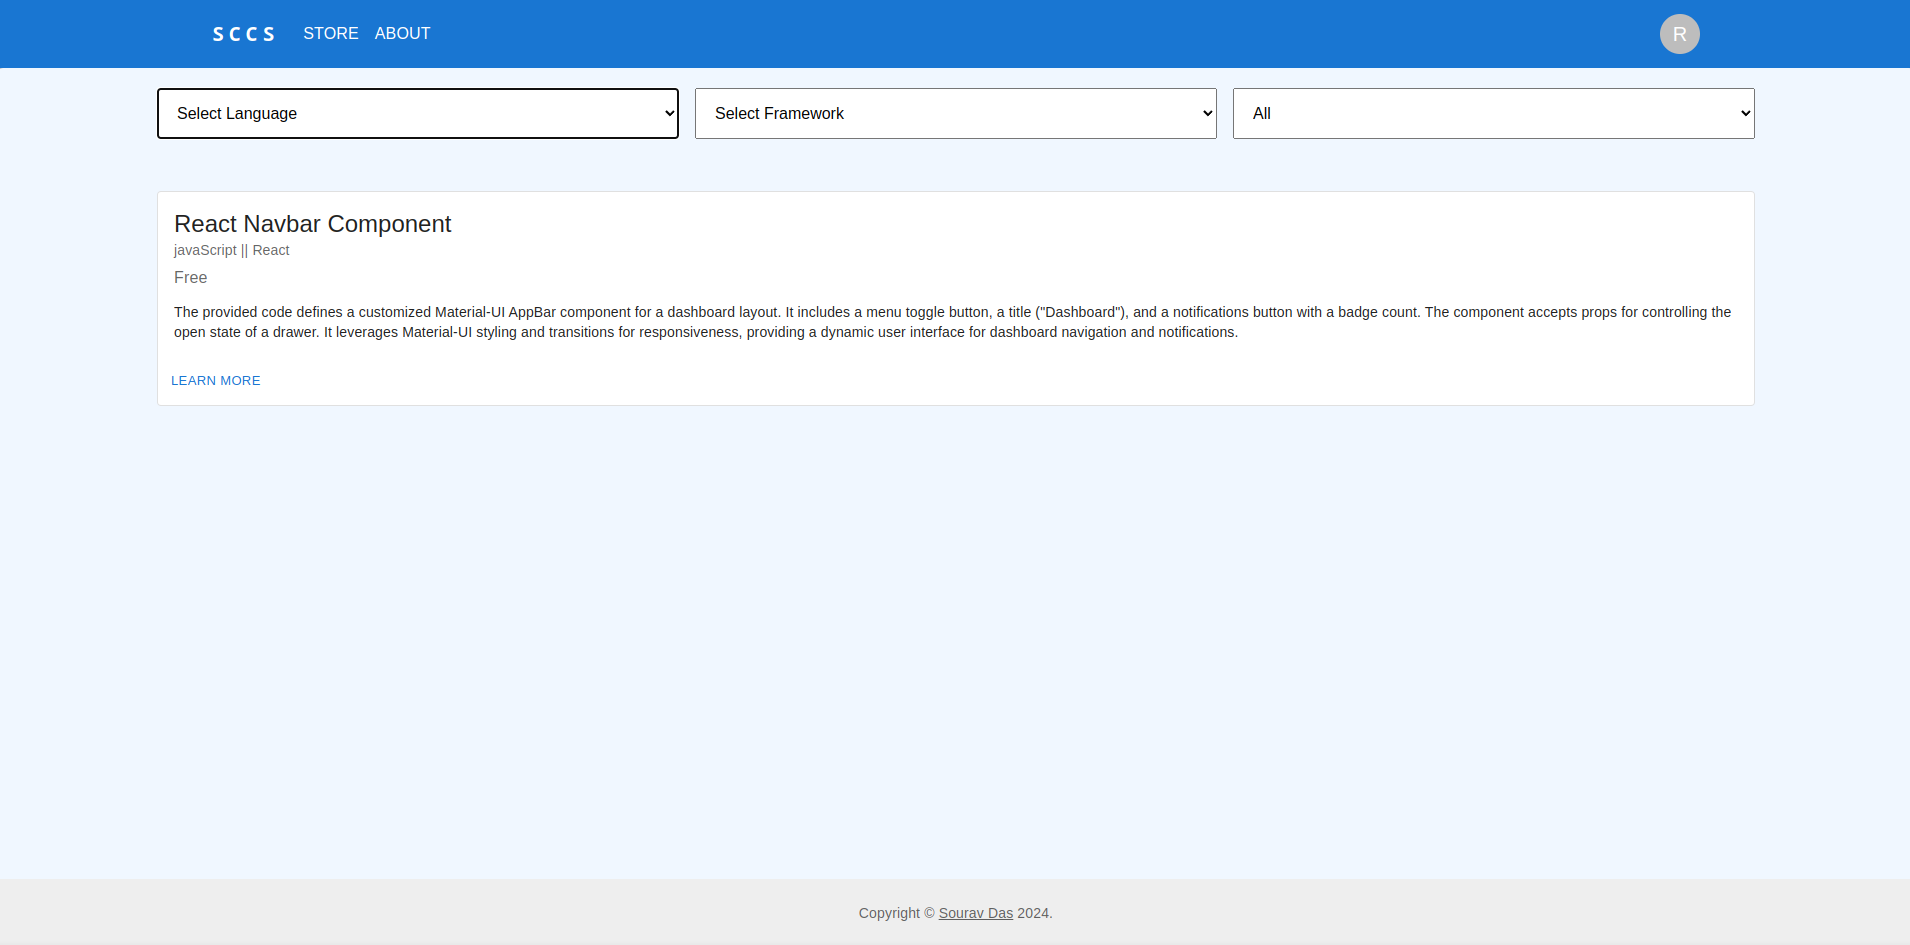 SCCS STORE ABOUT R
Select Language Select Framework All
React Navbar Component
javaScript || React
Free
The provided code defines a customized Material-UI AppBar component for a dashboard layout. It includes a menu toggle button, a title ("Dashboard"), and a notifications button with a badge count. The component accepts props for controlling the
open state of a drawer. It leverages Material-UI styling and transitions for responsiveness, providing a dynamic user interface for dashboard navigation and notifications.
LEARN MORE
Copyright © Sourav Das 2024.